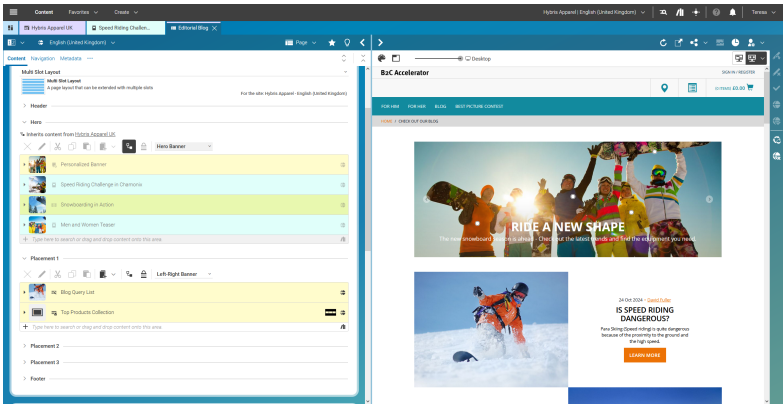 Content
Favorites
Create
Hybris Apparel | English (United Kingdom)
Teresa
Hybris Apparel UK
Speed Riding Challen...
Editorial Blog
English (United Kingdom)
Page
Content Navigation Metadata
Multi Slot Layout
Multi Slot Layout
A page layout that can be extended with multiple slots
For the site: Hybris Apparel - English (United Kingdom)
Header
Hero
Inherits content from Hybris Apparel UK
Hero Banner
Personalized Banner
Speed Riding Challenge in Chamonix
Snowboarding in Action
Men and Women Teaser
Type here to search or drag and drop content onto this area.
Placement 1
Left-Right Banner
Blog Query List
Top Products Collection
Type here to search or drag and drop content onto this area.
Placement 2
Placement 3
Footer
Desktop
B2C Accelerator
SIGN IN / REGISTER
£0.00
FOR HIM FOR HER BLOG BEST PICTURE CONTEST
HOME / CHECK OUT OUR BLOG
RIDE A NEW SHAPE
The new snowboard season is ahead - Check out the latest trends and find the equipment you need.
24 Oct 2024 – David Fuller
IS SPEED RIDING
DANGEROUS?
Para Skiing (Speed riding) is quite dangerous
because of the proximity to the ground and
the high speed.
LEARN MORE